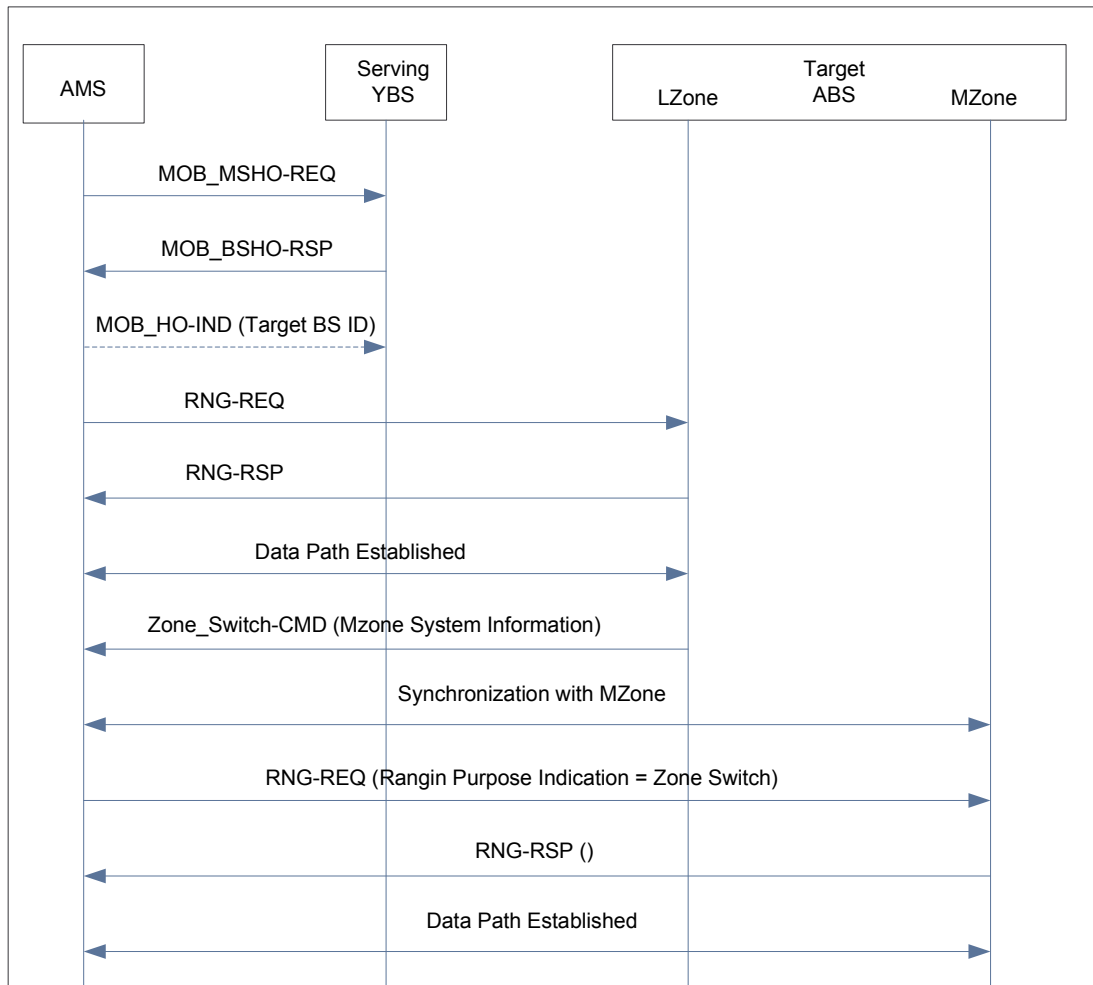 AMS
Serving
YBS
Target
ABS
LZone
MZone
MOB_MSHO-REQ
MOB_BSHO-RSP
MOB_HO-IND (Target BS ID)
RNG-REQ
RNG-RSP
Data Path Established
Zone_Switch-CMD (Mzone System Information)
Synchronization with MZone
RNG-REQ (Rangin Purpose Indication = Zone Switch)
RNG-RSP ()
Data Path Established